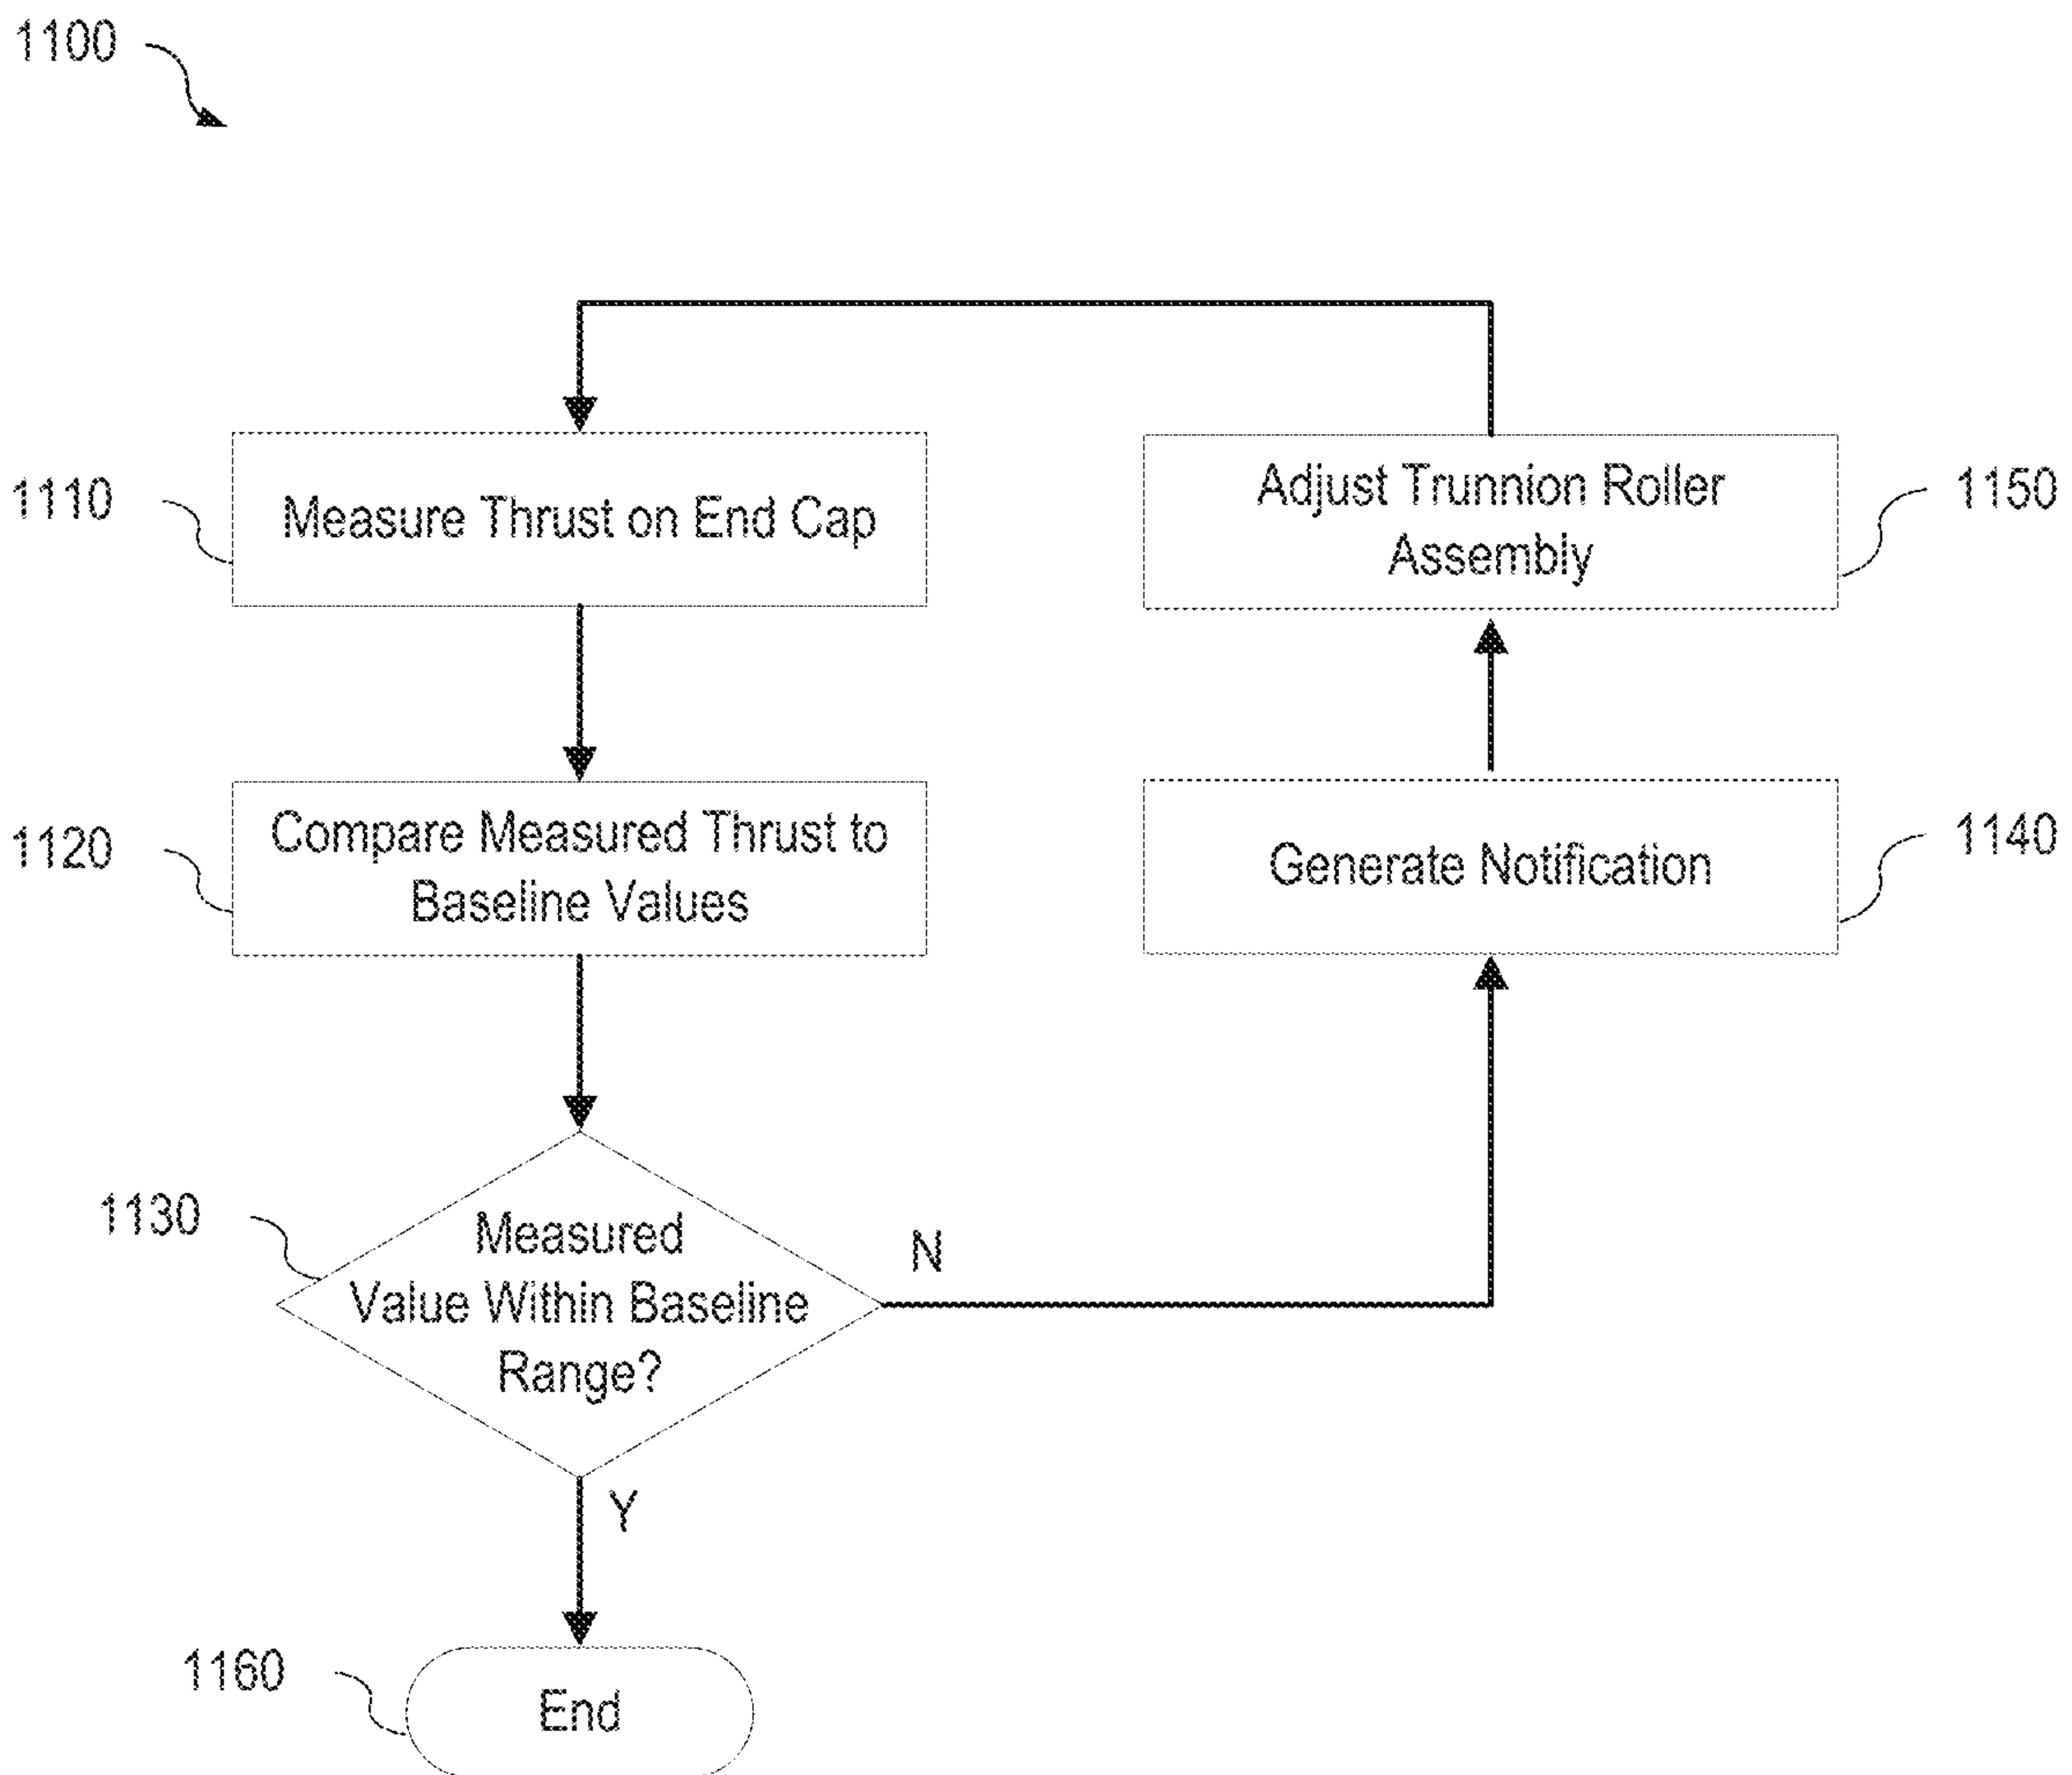 1100
1110
Measure Thrust on End Cap
Adjust Trunnion Roller
Assembly
1150
1120
Compare Measured Thrust to
Baseline Values
Generate Notification
1140
1130
Measured
Value Within Baseline
Range?
N
Y
1160
End